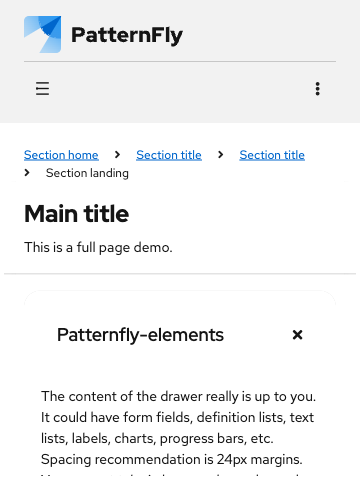 PatternFly
Section home > Section title > Section title
> Section landing
Main title
This is a full page demo.
Patternfly-elements
The content of the drawer really is up to you.
It could have form fields, definition lists, text
lists, labels, charts, progress bars, etc.
Spacing recommendation is 24px margins.